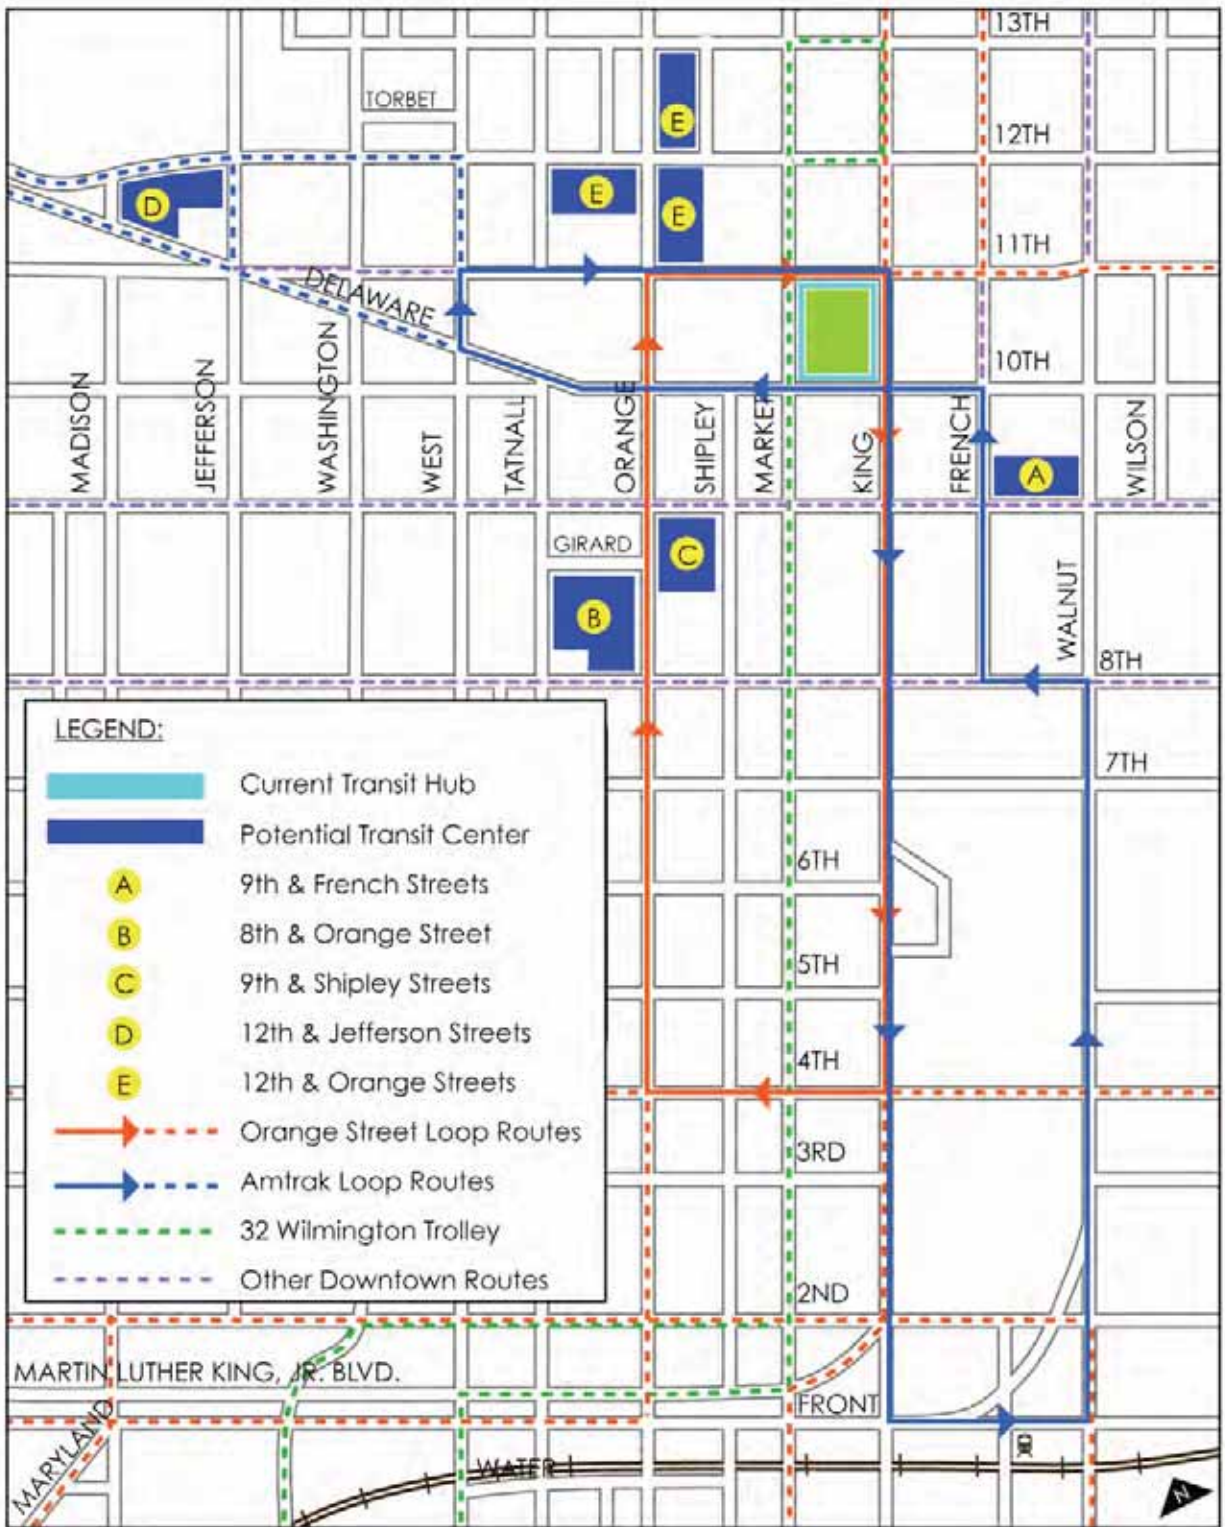 13TH
TORBET
E
12TH
D
E
E
11TH
DELAWARE
10TH
MADISON
JEFFERSON
WASHINGTON
WEST
TATNALL
ORANGE
SHIPLEY
MARKET
KING
FRENCH
A
WILSON
GIRARD
C
B
WALNUT
8TH
7TH
6TH
5TH
4TH
3RD
2ND
LEGEND:
Current Transit Hub
Potential Transit Center
A 9th & French Streets
B 8th & Orange Street
C 9th & Shipley Streets
D 12th & Jefferson Streets
E 12th & Orange Streets
Orange Street Loop Routes
Amtrak Loop Routes
32 Wilmington Trolley
Other Downtown Routes
MARTIN LUTHER KING, JR. BLVD.
FRONT
MARYLAND
WATER
N